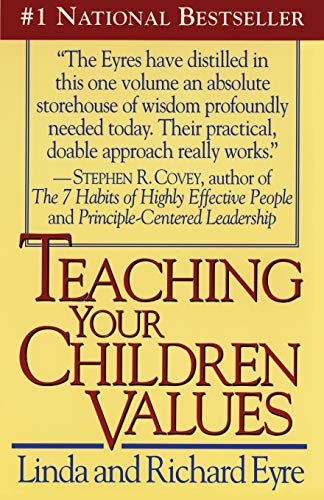 #1 NATIONAL BESTSELLER
"The Eyres have distilled in
this one volume an absolute
storehouse of wisdom profoundly
needed today. Their practical,
doable approach really works."
—STEPHEN R. COVEY, author of
The 7 Habits of Highly Effective People
and Principle-Centered Leadership
TEACHING
YOUR
CHILDREN
VALUES
Linda and Richard Eyre